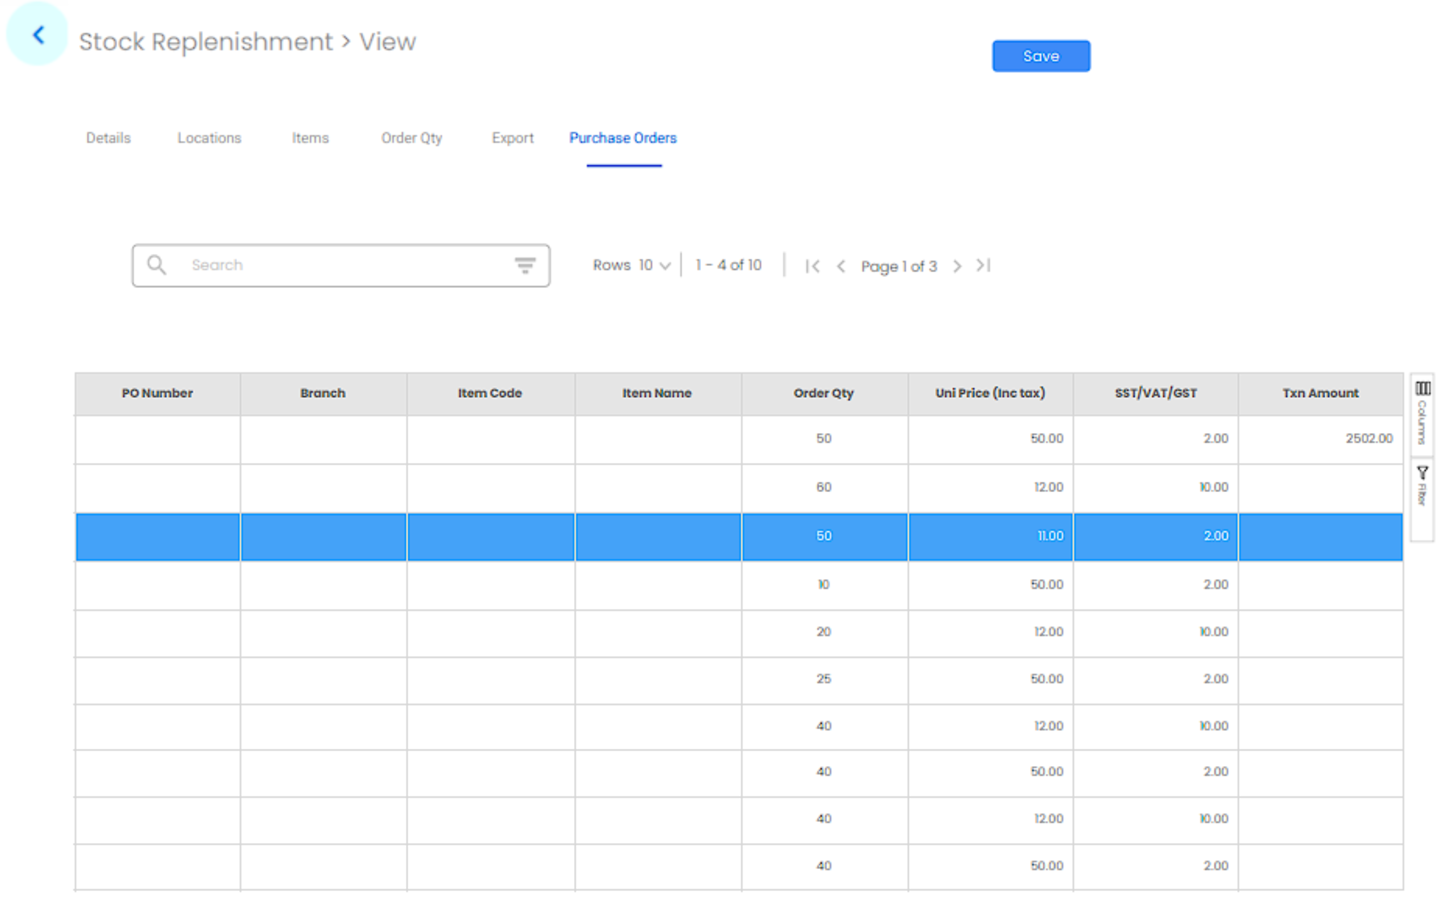 Stock Replenishment > View
Save
Details Locations Items Order Qty Export Purchase Orders
Search Rows 10 1 - 4 of 10 Page 1 of 3
PO Number Branch Item Code Item Name Order Qty Uni Price (Inc tax) SST/VAT/GST Txn Amount
50 50.00 2.00 2502.00
60 12.00 10.00
50 11.00 2.00
10 50.00 2.00
20 12.00 10.00
25 50.00 2.00
40 12.00 10.00
40 50.00 2.00
40 12.00 10.00
40 50.00 2.00
Columns
Filter